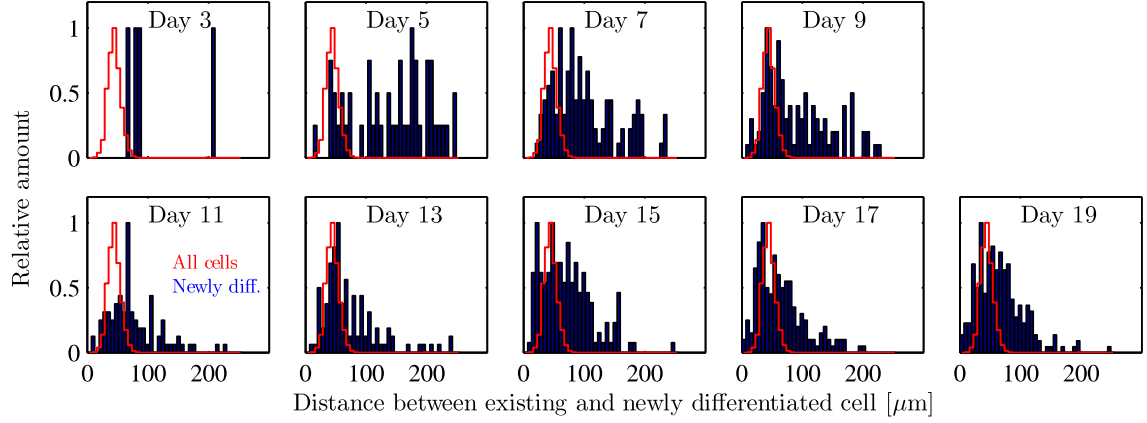 Relative amount
Day 3
Day 5
Day 7
Day 9
1
0.5
0
Day 11
Day 13
Day 15
Day 17
Day 19
All cells
Newly diff.
1
0.5
0
0 100 200
0 100 200
0 100 200
0 100 200
0 100 200
Distance between existing and newly differentiated cell [μm]